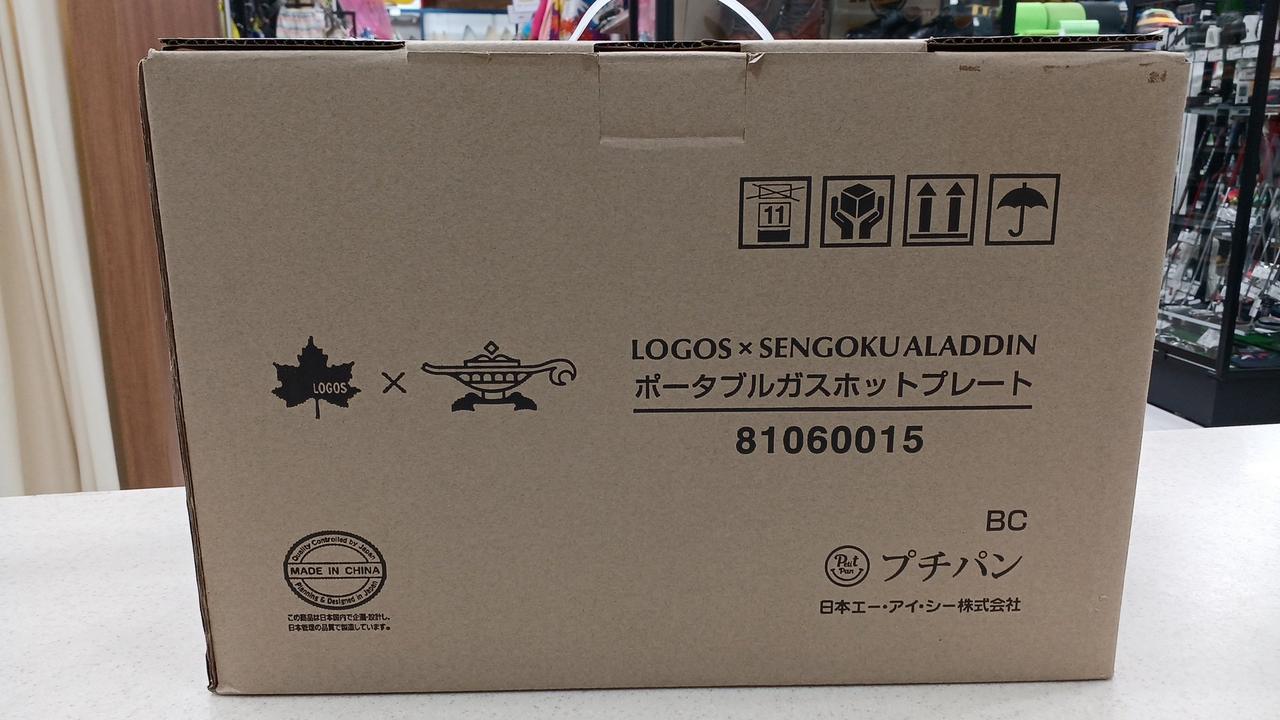 11
LOGOS × SENGOKU ALADDIN
ポータブルガスホットプレート
81060015
LOGOS
×
BC
Petit Pan
プチパン
日本エー・アイ・シー株式会社
Quality Controlled by Japan
MADE IN CHINA
Planning & Designed in Japan
この商品は日本国内で企画・設計し、
日本管理の品質で製造しています。